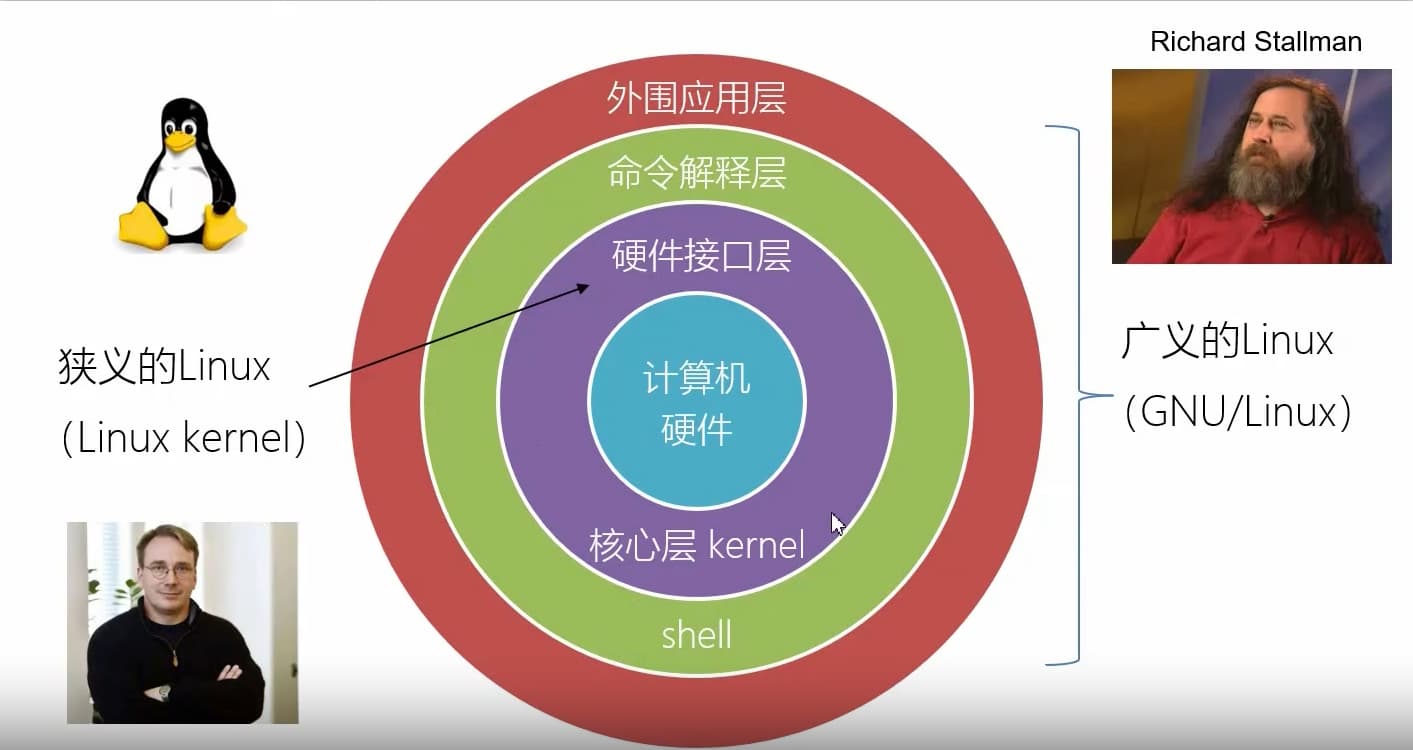 Richard Stallman
外围应用层
命令解释层
硬件接口层
计算机
硬件
核心层 kernel
shell
狭义的Linux
(Linux kernel)
广义的Linux
(GNU/Linux)